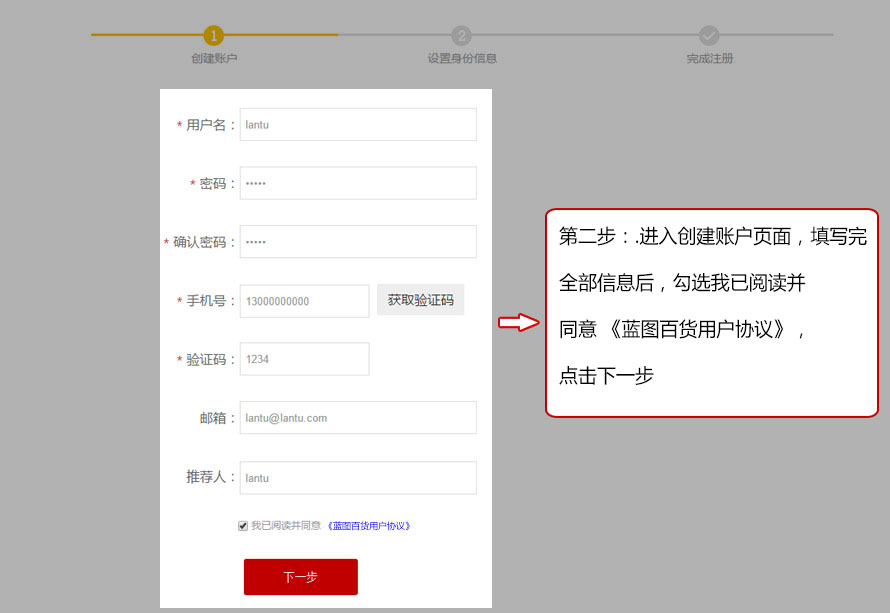 1
2
创建账户
设置身份信息
完成注册
* 用户名：
lantu
* 密码：
•••••
* 确认密码：
•••••
* 手机号：
13000000000
获取验证码
* 验证码：
1234
邮箱：
lantu@lantu.com
推荐人：
lantu
我已阅读并同意 《蓝图百货用户协议》
下一步
第二步：.进入创建账户页面，填写完
全部信息后，勾选我已阅读并
同意 《蓝图百货用户协议》，
点击下一步